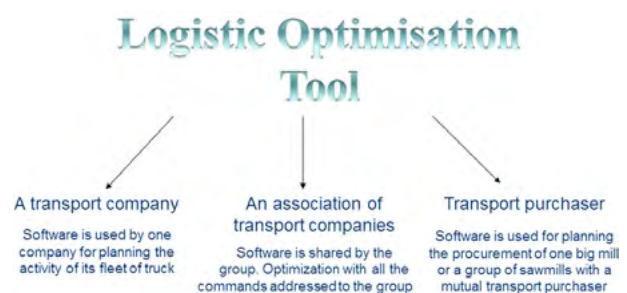 Logistic Optimisation
Tool
A transport company
Software is used by one
company for planning the
activity of its fleet of truck
An association of
transport companies
Software is shared by the
group. Optimization with all the
commands addressed to the group
Transport purchaser
Software is used for planning
the procurement of one big mill
or a group of sawmills with a
mutual transport purchaser